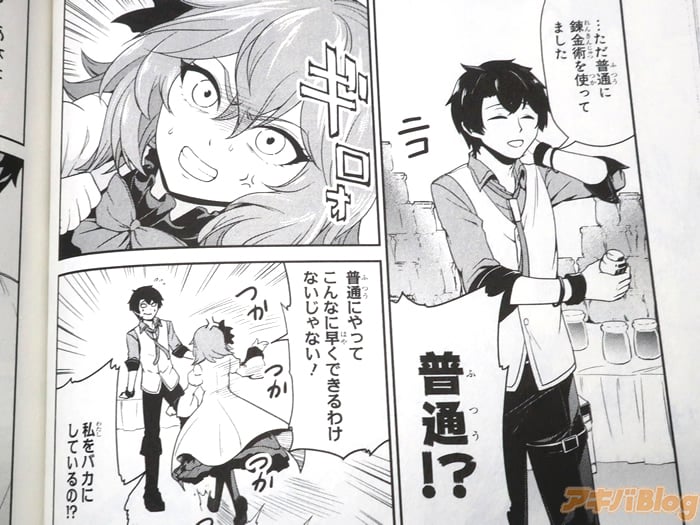 …ただ普通に
錬金術を使って
ました
ニコ
普通!?
ギロォ
普通にやって
こんなに早くできるわけ
ないじゃない！
つか
つか
つか
つか
私をバカに
しているの!?
アキバBlog